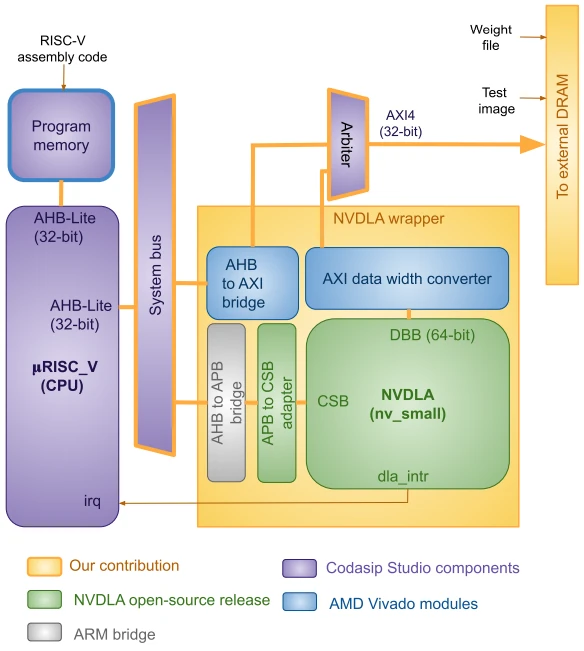 RISC-V
assembly code
Program
memory
AHB-Lite
(32-bit)
AHB-Lite
(32-bit)
μRISC_V
(CPU)
irq
System bus
Arbiter
AXI4
(32-bit)
Weight
file
Test
image
To external DRAM
NVDLA wrapper
AHB
to AXI
bridge
AXI data width converter
AHB to APB
bridge
APB to CSB
adapter
DBB (64-bit)
CSB
NVDLA
(nv_small)
dla_intr
Our contribution
Codasip Studio components
NVDLA open-source release
AMD Vivado modules
ARM bridge